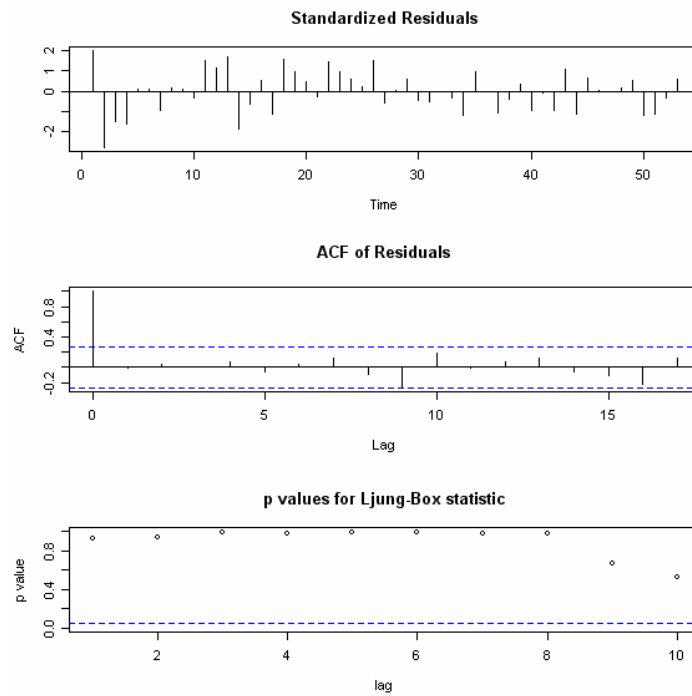 Standardized Residuals
2
1
0
-2
0 10 20 30 40 50
Time
ACF of Residuals
ACF
0.8
0.4
-0.2
0 5 10 15
Lag
p values for Ljung-Box statistic
p value
0.8
0.4
0.0
2 4 6 8 10
lag